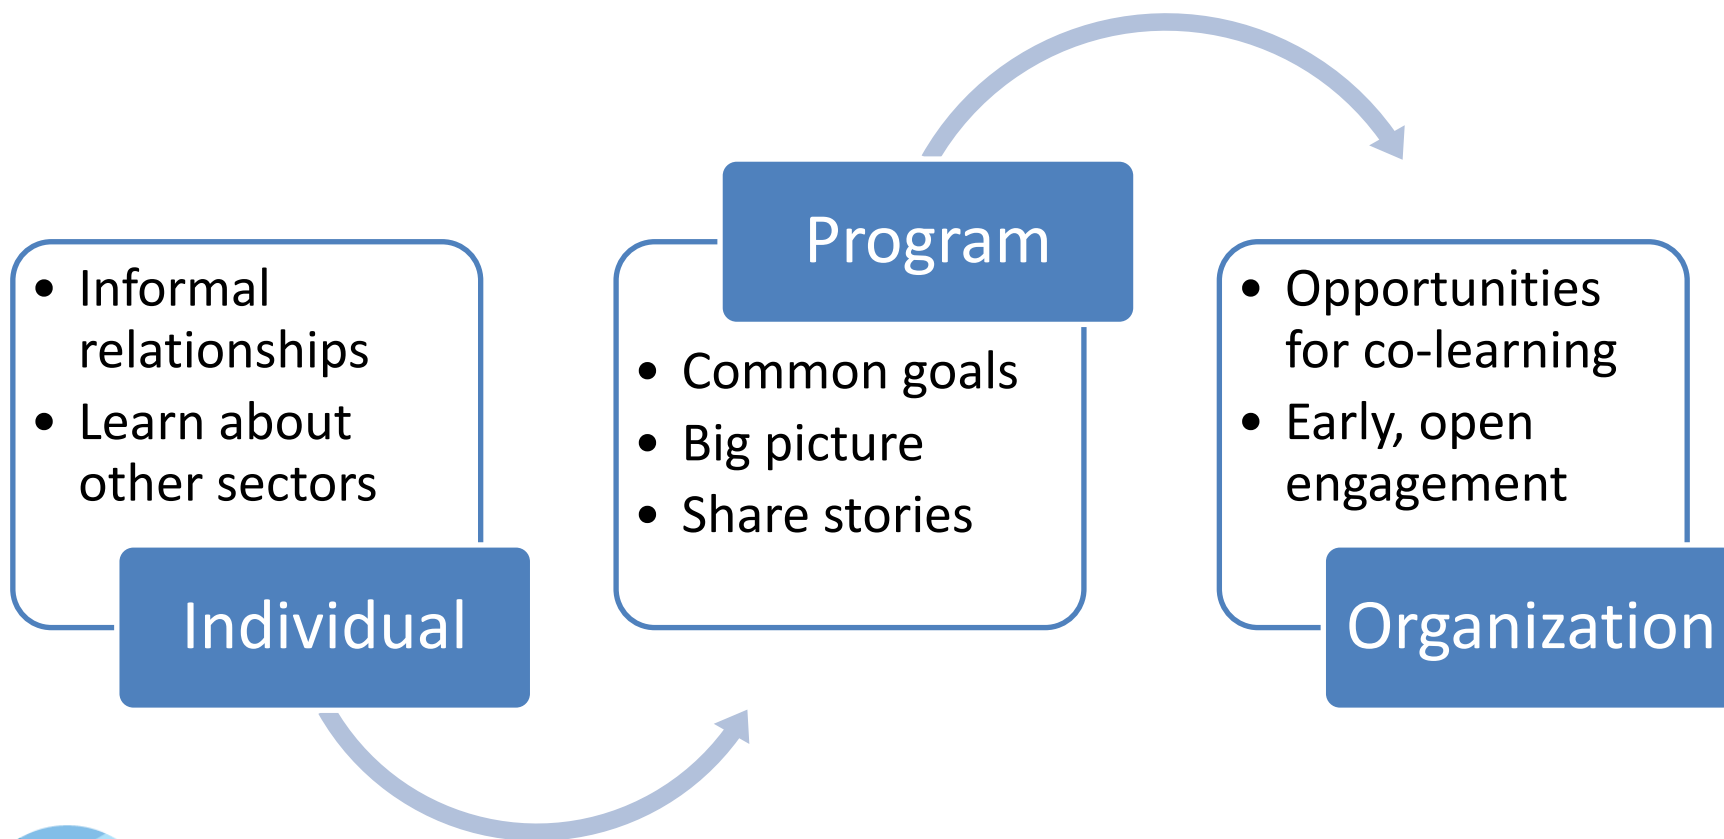 • Informal
relationships
• Learn about
other sectors
Individual
Program
• Common goals
• Big picture
• Share stories
• Opportunities
for co-learning
• Early, open
engagement
Organization